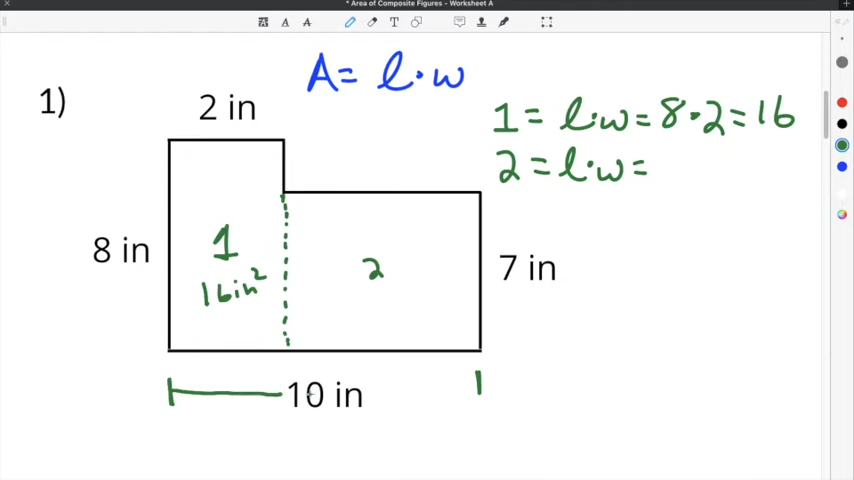 * Area of Composite Figures - Worksheet A
A = l·w
1)
2 in
1 = l·w = 8·2 = 16
2 = l·w =
8 in
1
16in²
2
7 in
10 in